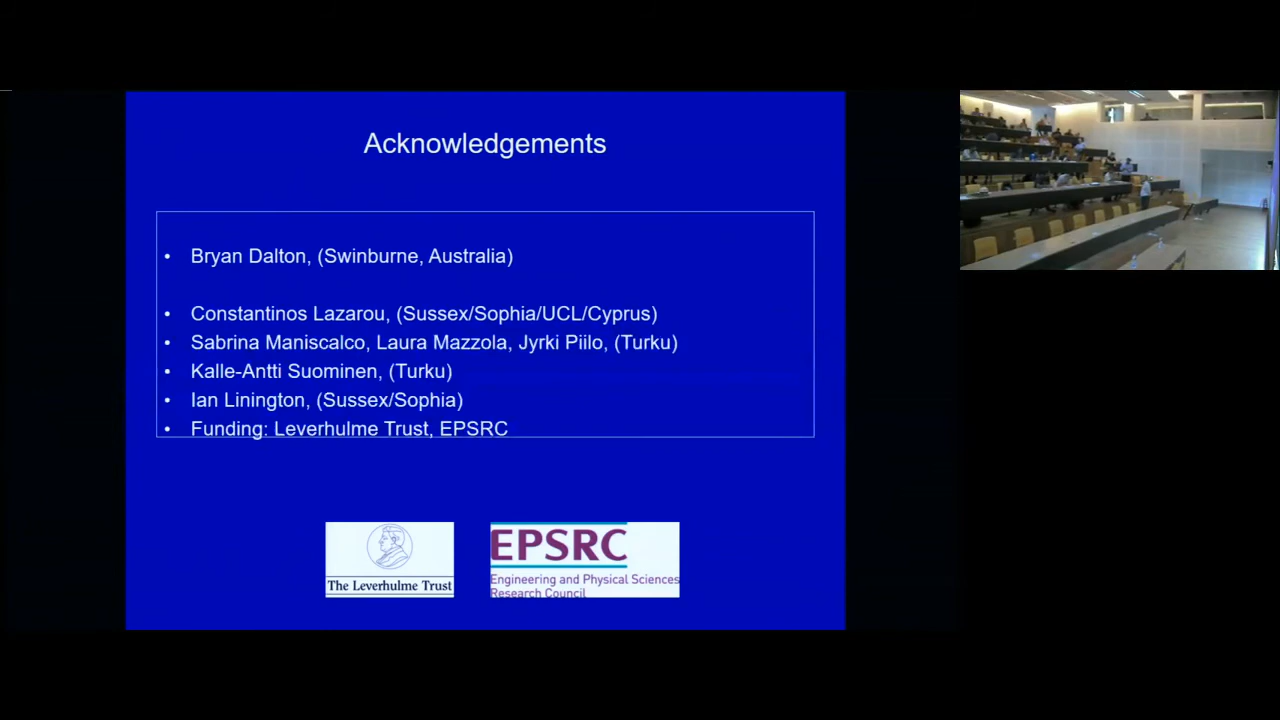 Acknowledgements
• Bryan Dalton, (Swinburne, Australia)
• Constantinos Lazarou, (Sussex/Sophia/UCL/Cyprus)
• Sabrina Maniscalco, Laura Mazzola, Jyrki Piilo, (Turku)
• Kalle-Antti Suominen, (Turku)
• Ian Linington, (Sussex/Sophia)
• Funding: Leverhulme Trust, EPSRC
The Leverhulme Trust
EPSRC
Engineering and Physical Sciences
Research Council